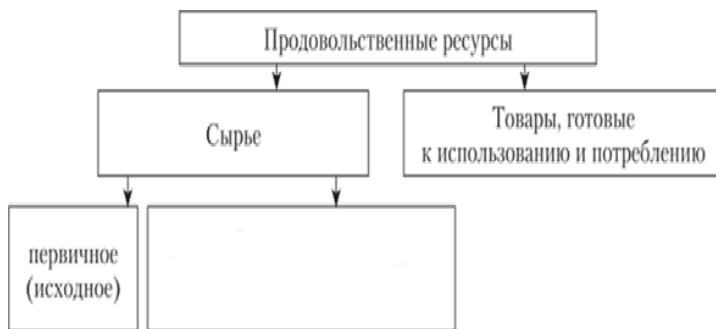 Продовольственные ресурсы
Сырье
Товары, готовые
к использованию и потреблению
первичное
(исходное)